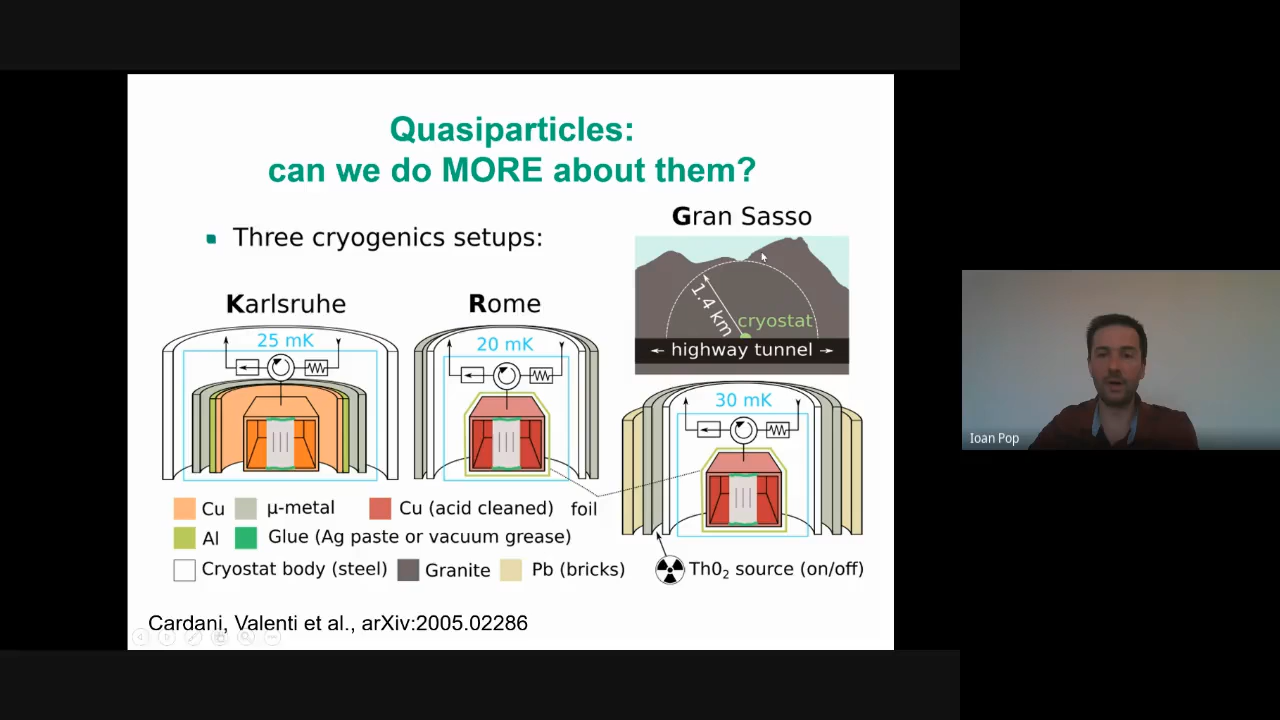 Quasiparticles:
can we do MORE about them?
Three cryogenics setups:
Gran Sasso
1.4 km
cryostat
← highway tunnel →
Karlsruhe
25 mK
Rome
20 mK
30 mK
Cu
μ-metal
Cu (acid cleaned)
foil
Al
Glue (Ag paste or vacuum grease)
Cryostat body (steel)
Granite
Pb (bricks)
Th0₂ source (on/off)
Cardani, Valenti et al., arXiv:2005.02286
Ioan Pop